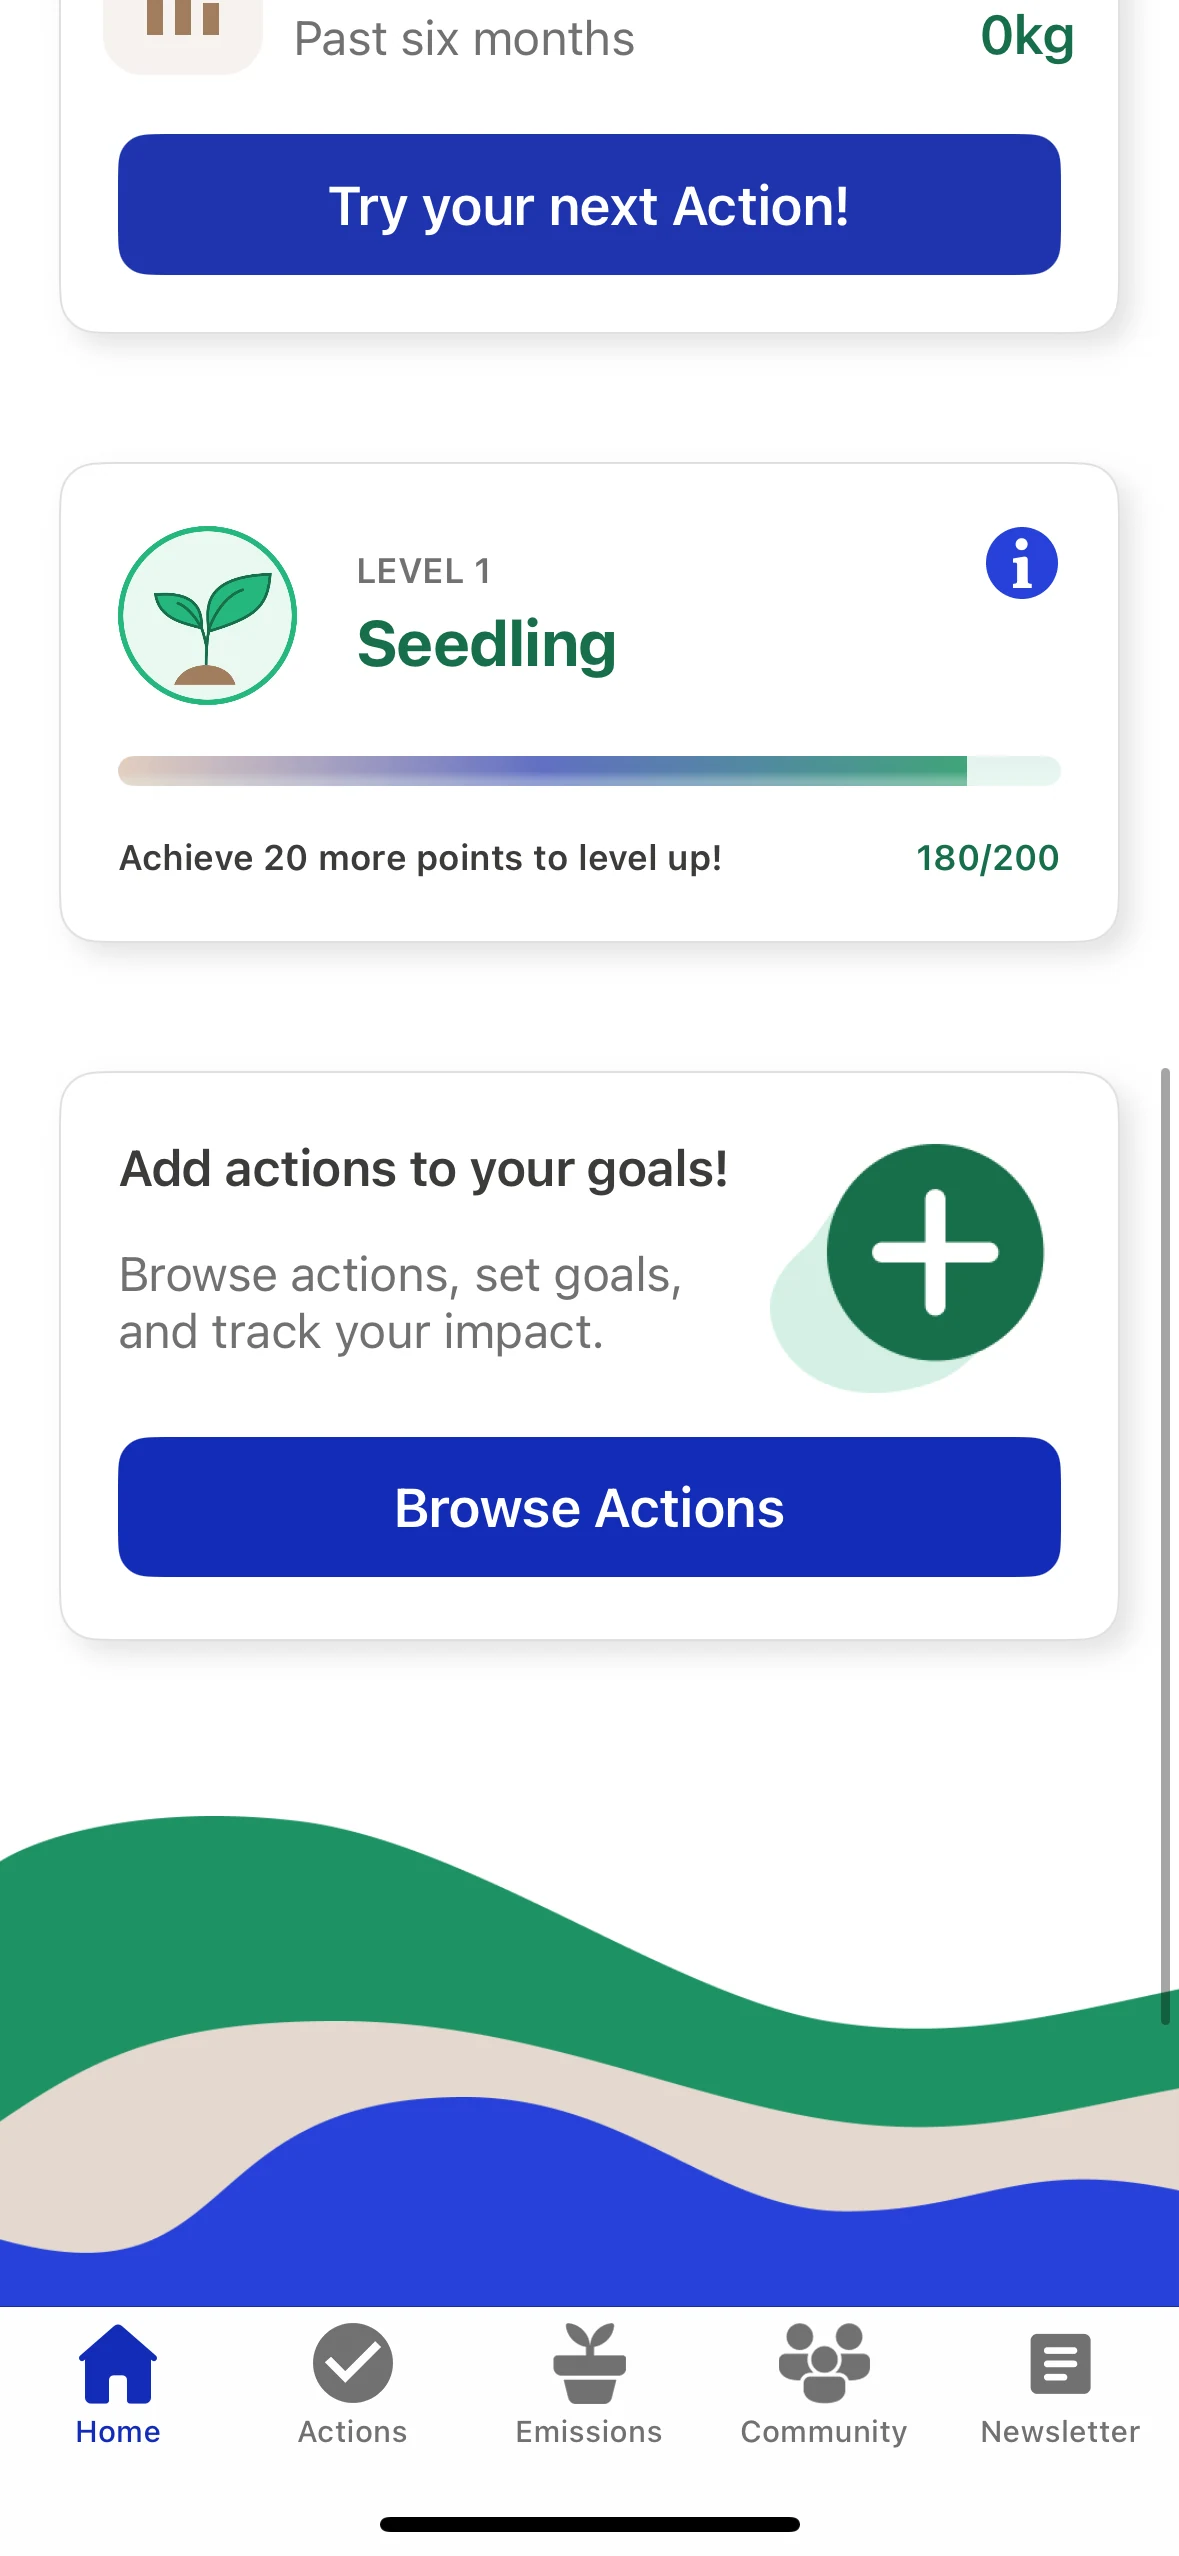 Past six months
0kg
Try your next Action!
LEVEL 1
Seedling
Achieve 20 more points to level up!
180/200
Add actions to your goals!
Browse actions, set goals,
and track your impact.
Browse Actions
Home
Actions
Emissions
Community
Newsletter